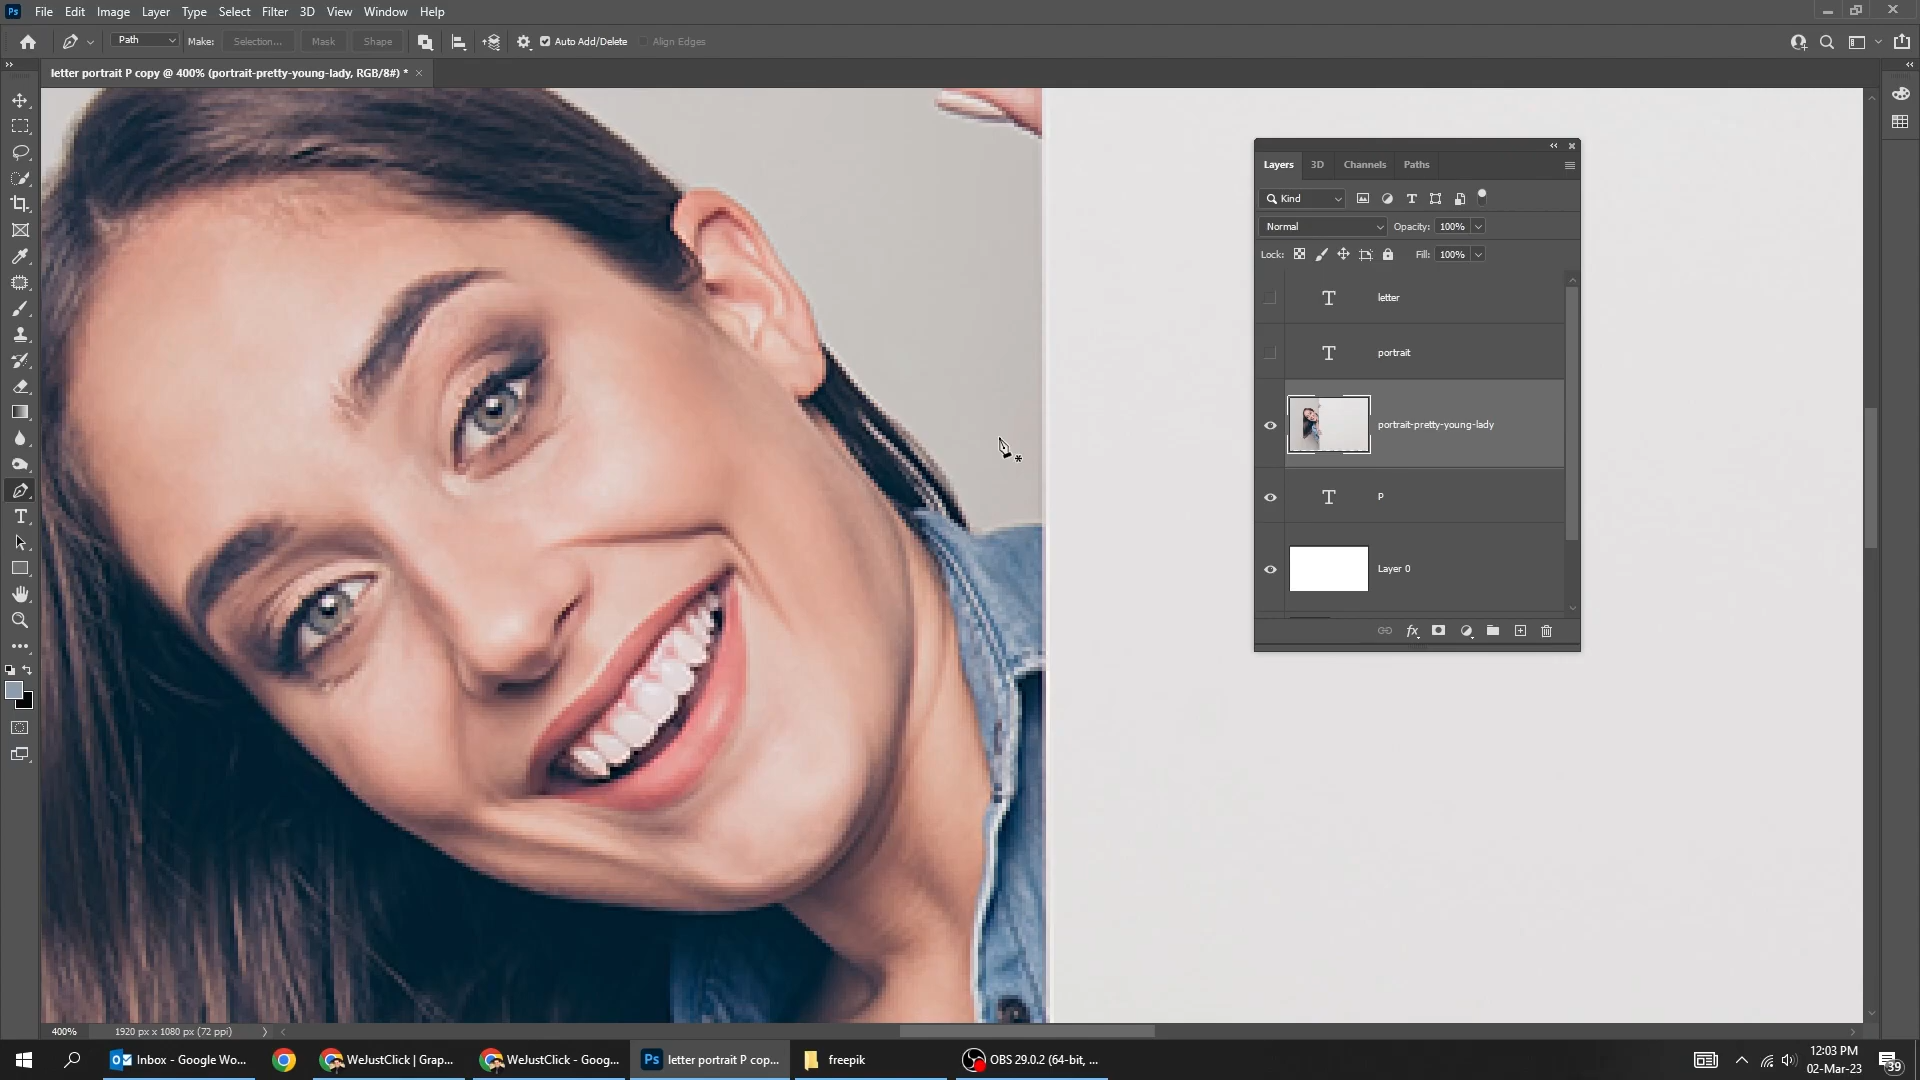 Ps File Edit Image Layer Type Select Filter 3D View Window Help
Path Make: Selection... Mask Shape Auto Add/Delete Align Edges
letter portrait P copy @ 400% (portrait-pretty-young-lady, RGB/8#) *
Layers 3D Channels Paths
Kind
Normal Opacity: 100%
Lock: Fill: 100%
T letter
T portrait
portrait-pretty-young-lady
T P
Layer 0
fx
400% 1920 px x 1080 px (72 ppi)
Inbox - Google Wo... WeJustClick | Grap... WeJustClick - Goog... Ps letter portrait P cop... freepik OBS 29.0.2 (64-bit, ...
12:03 PM
02-Mar-23
39